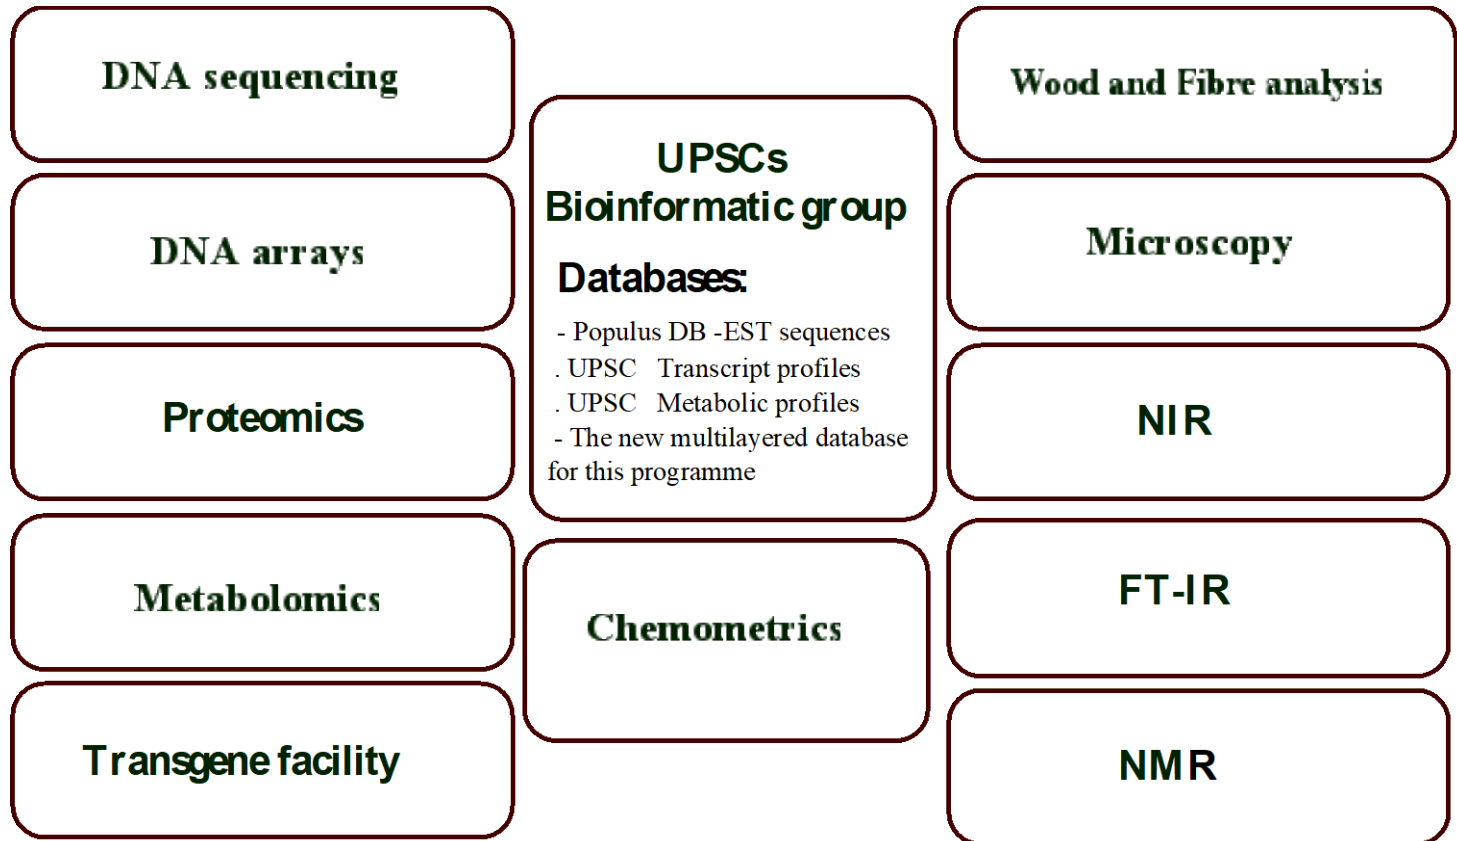 DNA sequencing
DNA arrays
Proteomics
Metabolomics
Transgene facility
UPSCs
Bioinformatic group
Databases:
- Populus DB -EST sequences
. UPSC Transcript profiles
. UPSC Metabolic profiles
- The new multilayered database
for this programme
Chemometrics
Wood and Fibre analysis
Microscopy
NIR
FT-IR
NMR